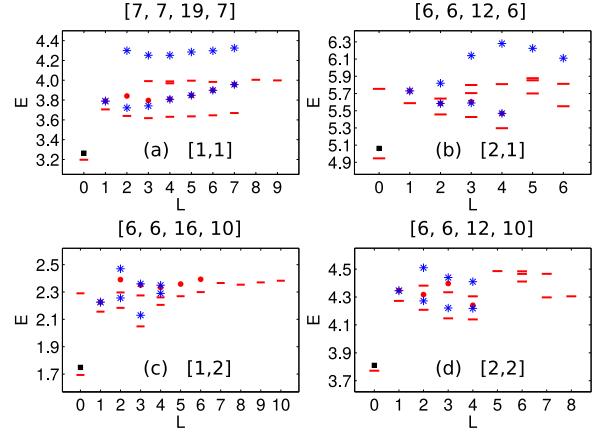 [7, 7, 19, 7]
[6, 6, 12, 6]
4.4
4.2
4.0
3.8
3.6
3.4
3.2
E
(a) [1,1]
0 1 2 3 4 5 6 7 8 9
L
6.3
6.1
5.9
5.7
5.5
5.3
5.1
4.9
E
(b) [2,1]
0 1 2 3 4 5 6
L
[6, 6, 16, 10]
[6, 6, 12, 10]
2.5
2.3
2.1
1.9
1.7
E
(c) [1,2]
0 1 2 3 4 5 6 7 8 9 10
L
4.5
4.3
4.1
3.9
3.7
E
(d) [2,2]
0 1 2 3 4 5 6 7 8
L